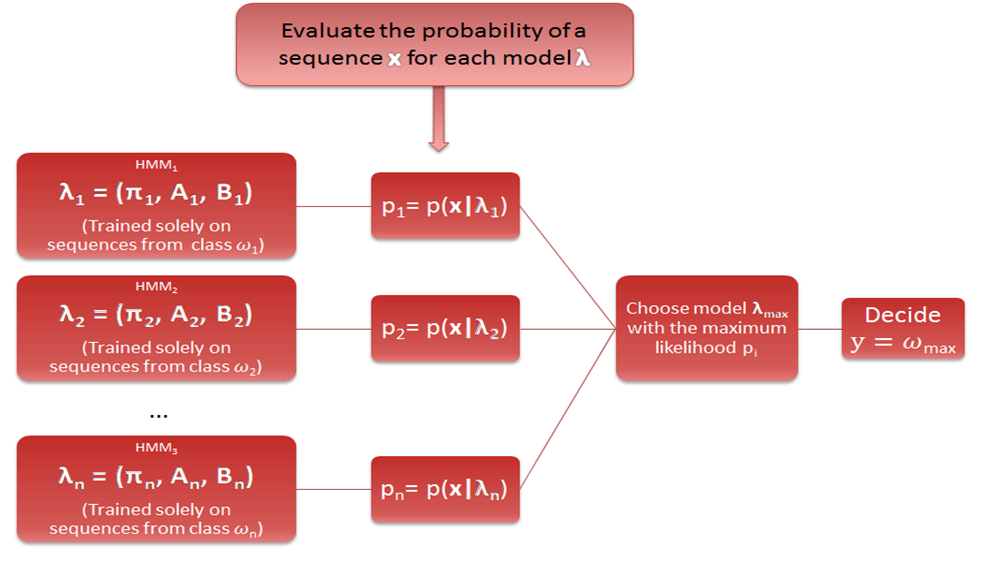 Evaluate the probability of a
sequence x for each model λ
HMM₁
λ₁ = (π₁, A₁, B₁)
(Trained solely on
sequences from class ω₁)
p₁= p(x|λ₁)
HMM₂
λ₂ = (π₂, A₂, B₂)
(Trained solely on
sequences from class ω₂)
p₂= p(x|λ₂)
...
HMM₃
λₙ = (πₙ, Aₙ, Bₙ)
(Trained solely on
sequences from class ωₙ)
pₙ= p(x|λₙ)
Choose model λmax
with the maximum
likelihood pᵢ
Decide
y = ωmax